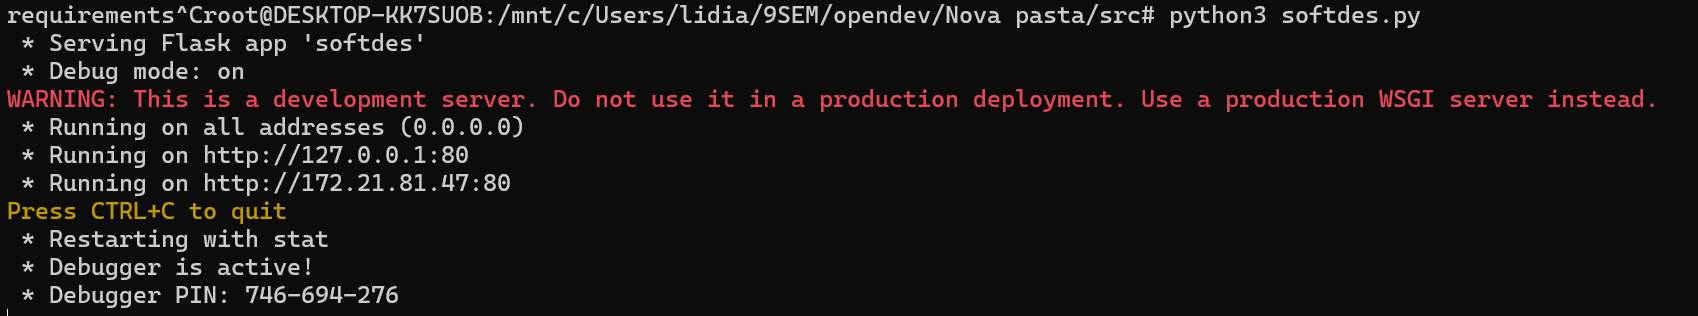 requirements^Croot@DESKTOP-KK7SUOB:/mnt/c/Users/lidia/9SEM/opendev/Nova pasta/src# python3 softdes.py
* Serving Flask app 'softdes'
* Debug mode: on
WARNING: This is a development server. Do not use it in a production deployment. Use a production WSGI server instead.
* Running on all addresses (0.0.0.0)
* Running on http://127.0.0.1:80
* Running on http://172.21.81.47:80
Press CTRL+C to quit
* Restarting with stat
* Debugger is active!
* Debugger PIN: 746-694-276